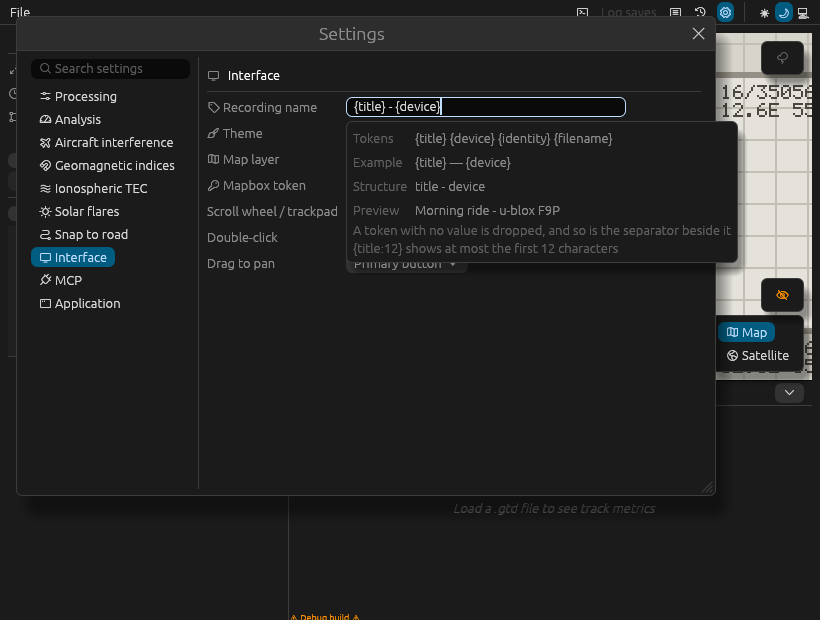 File
Log saves
Settings
Search settings
Processing
Analysis
Aircraft interference
Geomagnetic indices
Ionospheric TEC
Solar flares
Snap to road
Interface
MCP
Application
Interface
Recording name
{title} - {device}
Theme
Map layer
Mapbox token
Scroll wheel / trackpad
Double-click
Drag to pan
Primary button
Tokens {title} {device} {identity} {filename}
Example {title} — {device}
Structure title - device
Preview Morning ride - u-blox F9P
A token with no value is dropped, and so is the separator beside it
{title:12} shows at most the first 12 characters
16/35056
12.6E 55
Map
Satellite
Load a .gtd file to see track metrics
Debug build